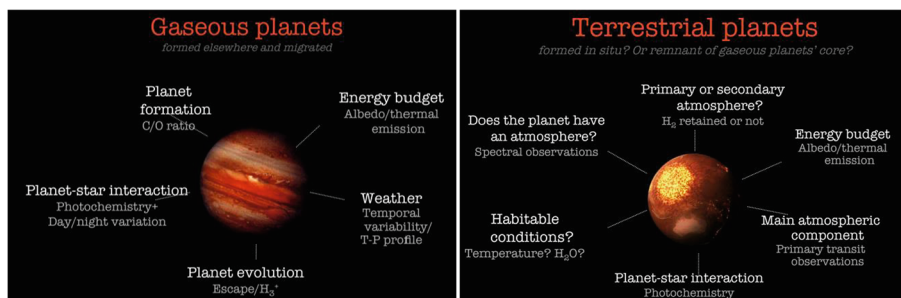 Gaseous planets
formed elsewhere and migrated
Planet
formation
C/O ratio
Energy budget
Albedo/thermal
emission
Planet-star interaction
Photochemistry+
Day/night variation
Weather
Temporal
variability/
T-P profile
Planet evolution
Escape/H₃⁺
Terrestrial planets
formed in situ? Or remnant of gaseous planets' core?
Primary or secondary
atmosphere?
H₂ retained or not
Does the planet have
an atmosphere?
Spectral observations
Energy budget
Albedo/thermal
emission
Habitable
conditions?
Temperature? H₂O?
Main atmospheric
component
Primary transit
observations
Planet-star interaction
Photochemistry